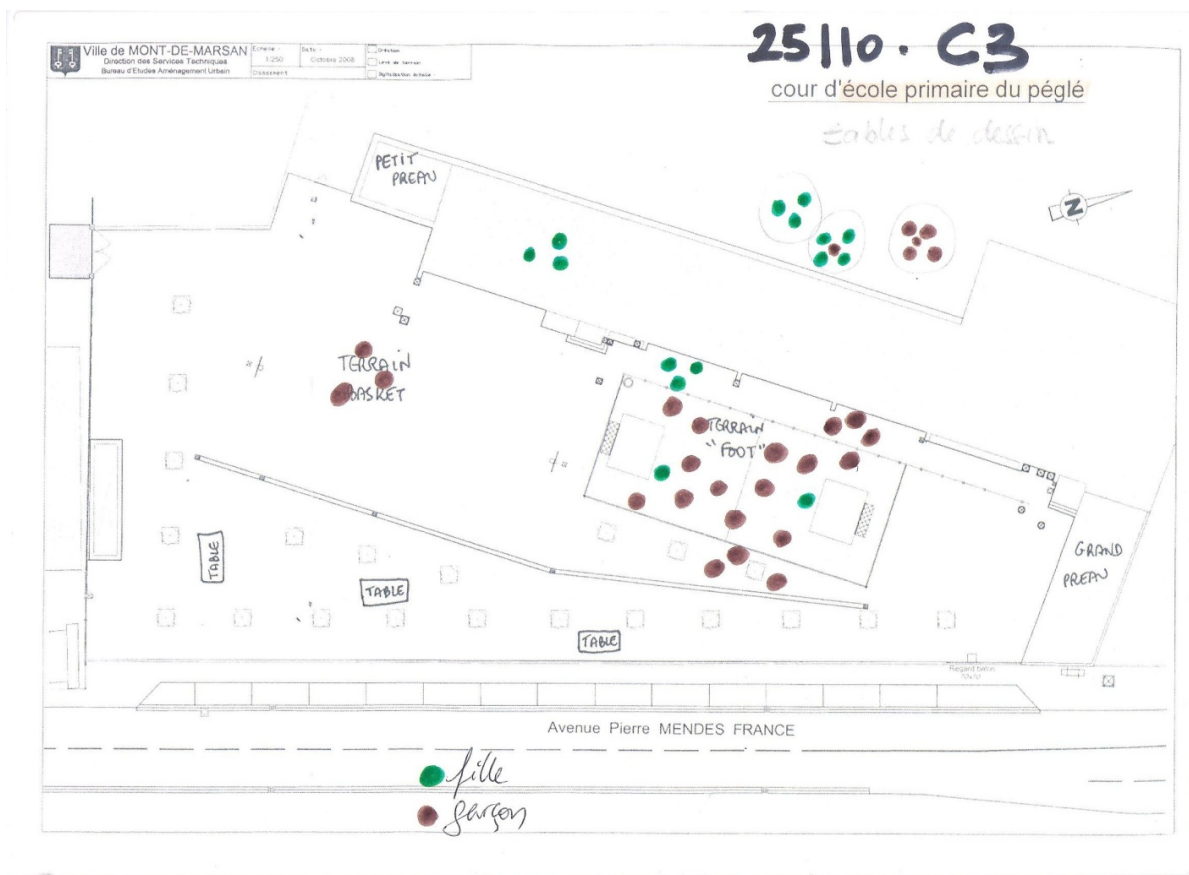 Ville de MONT-DE-MARSAN
Direction des Services Techniques
Bureau d'Etudes Aménagement Urbain
Echelle :
1:250
Date :
Octobre 2008
Classement
25/10 . C3
cour d'école primaire du péglé
tables de dessin
PETIT
PREAU
N
TERRAIN
BASKET
TERRAIN
"FOOT"
GRAND
PREAU
TABLE
TABLE
TABLE
Avenue Pierre MENDES FRANCE
fille
garçon